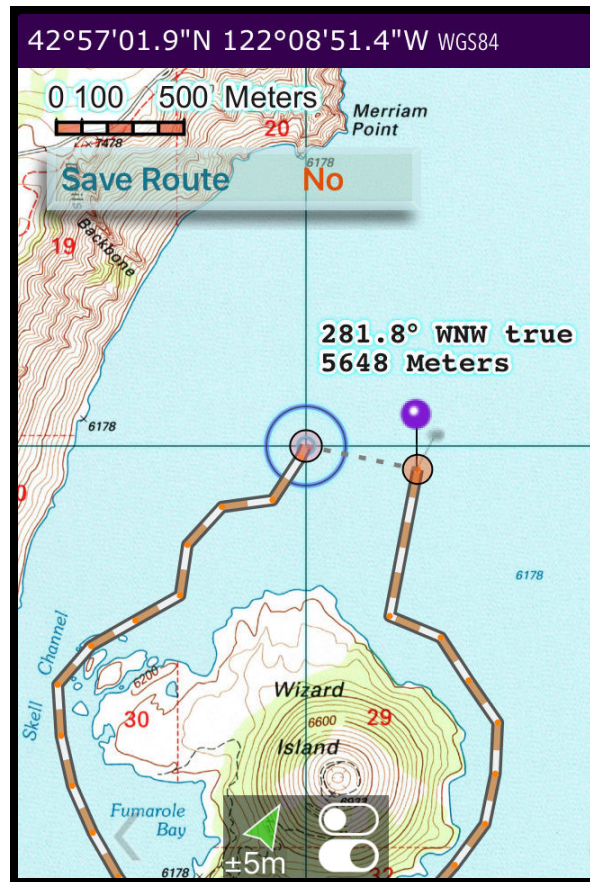 42°57'01.9"N 122°08'51.4"W WGS84
0 100 500 Meters
Merriam
Point
20
7478
6178
Save Route No
19
Backbone
281.8° WNW true
5648 Meters
6178
6178
Skell Channel
6200
30
Wizard
Island
6600
29
Fumarole
Bay
6178
±5m
32